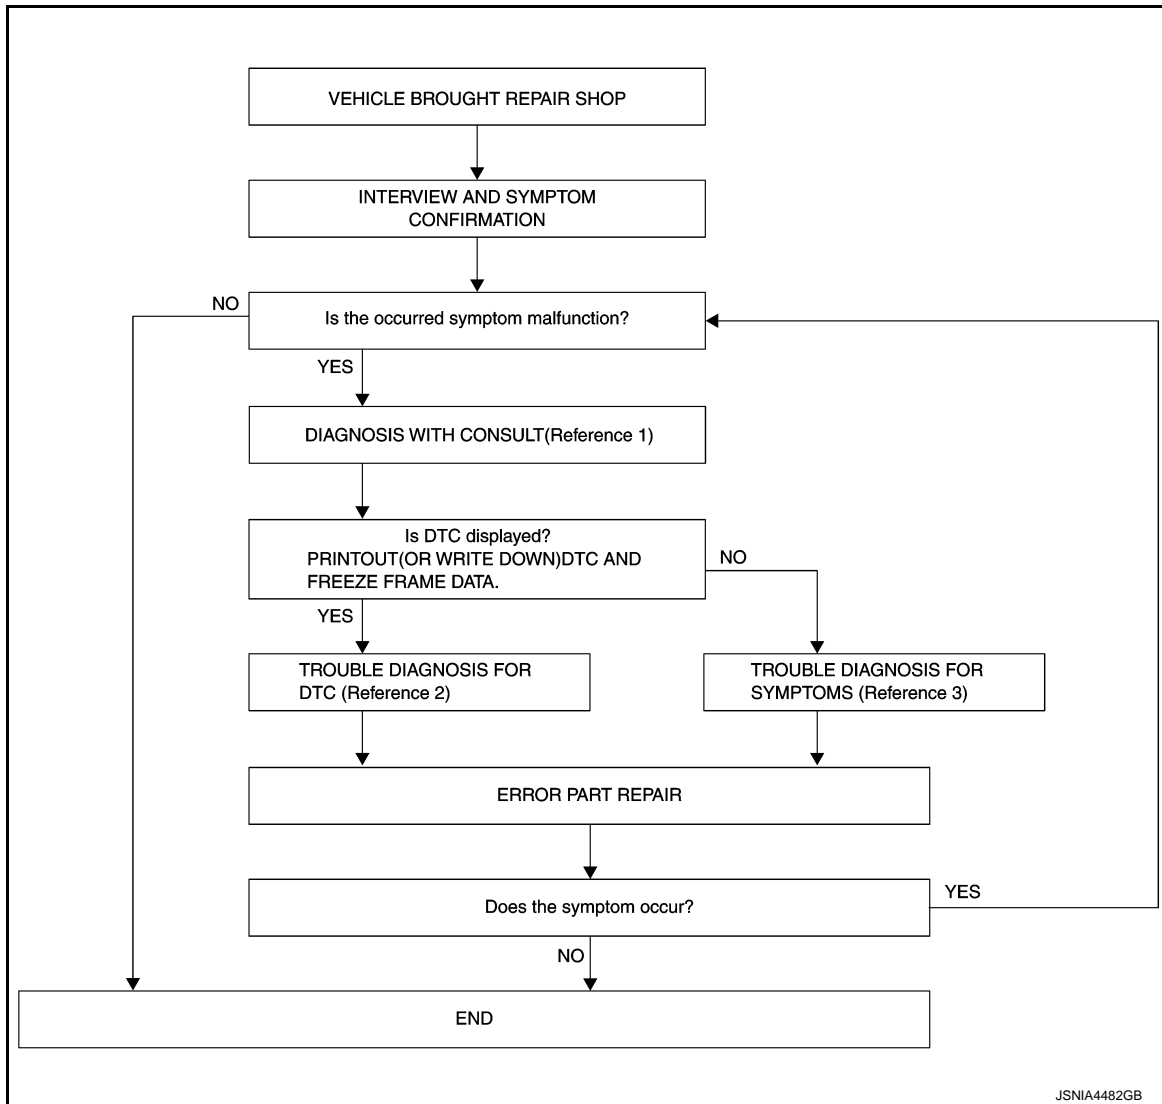 VEHICLE BROUGHT REPAIR SHOP
INTERVIEW AND SYMPTOM
CONFIRMATION
NO
Is the occurred symptom malfunction?
YES
DIAGNOSIS WITH CONSULT(Reference 1)
Is DTC displayed?
PRINTOUT(OR WRITE DOWN)DTC AND
FREEZE FRAME DATA.
NO
YES
TROUBLE DIAGNOSIS FOR
DTC (Reference 2)
TROUBLE DIAGNOSIS FOR
SYMPTOMS (Reference 3)
ERROR PART REPAIR
Does the symptom occur?
YES
NO
END
JSNIA4482GB